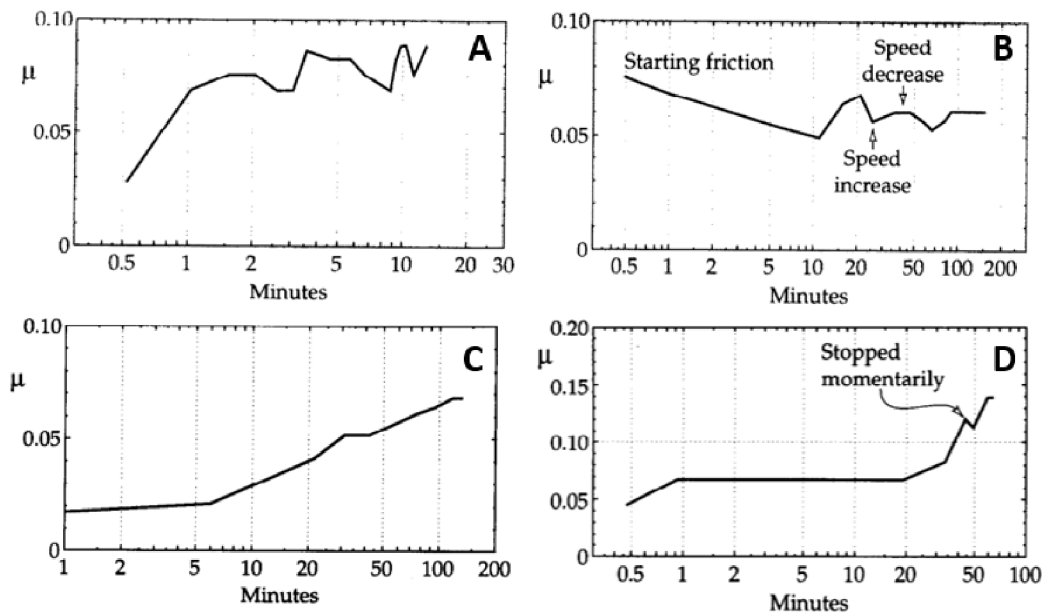 0.10
A
μ
0.05
0
0.5 1 2 5 10 20 30
Minutes
0.10
B
Speed
decrease
Starting friction
μ
0.05
Speed
increase
0
0.5 1 2 5 10 20 50 100 200
Minutes
0.10
C
μ
0.05
0
1 2 5 10 20 50 100 200
Minutes
0.20
D
μ
Stopped
momentarily
0.15
0.10
0.05
0
0.5 1 2 5 10 20 50 100
Minutes